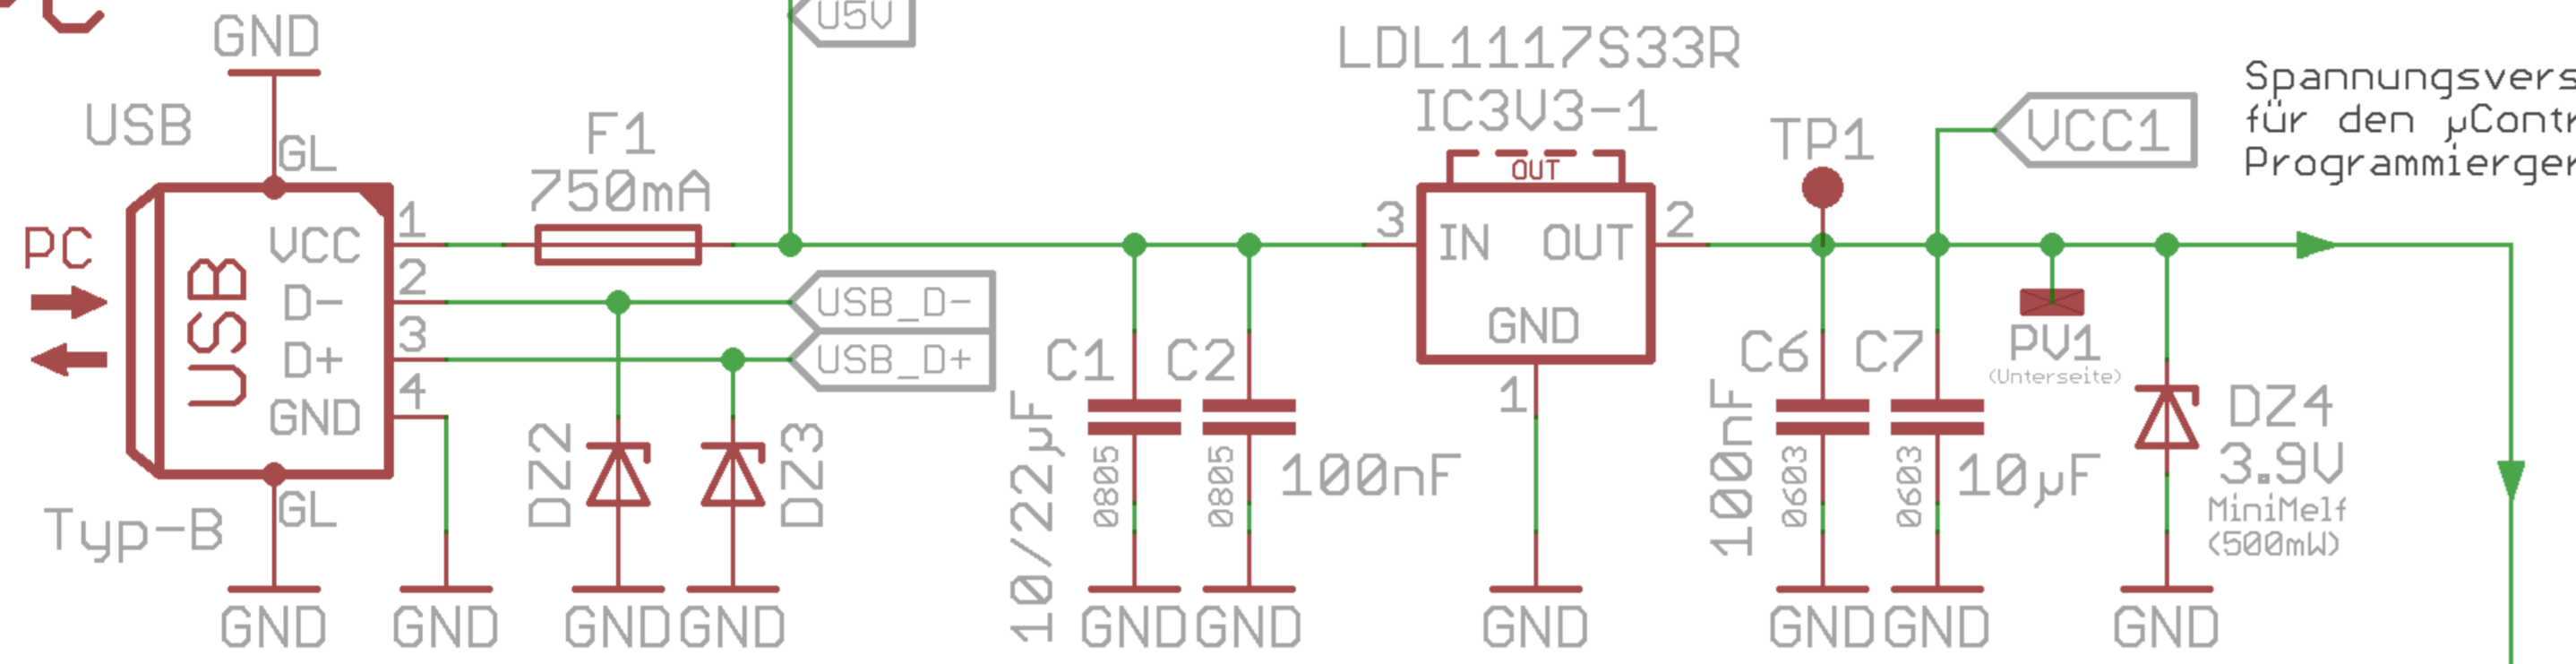 GND
U5V
LDL1117S33R
IC3V3-1
USB
F1
750mA
GL
TP1
VCC1
OUT
PC
USB
VCC
D-
D+
GND
1
2
3
4
USB_D-
USB_D+
3
IN
OUT
2
GND
1
C1
10/22µF
0805
C2
0805
100nF
C6
100nF
0603
C7
0603
10µF
PV1
(Unterseite)
DZ4
3.9V
MiniMelf
(500mW)
DZ2
DZ3
GL
Typ-B
GND
GND
GND
GND
GND
GND
GND
GND
GND
GND
für den